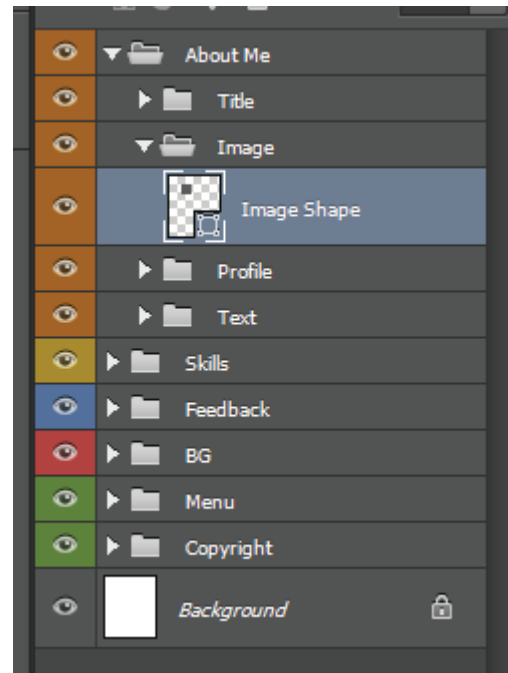 About Me
Title
Image
Image Shape
Profile
Text
Skills
Feedback
BG
Menu
Copyright
Background